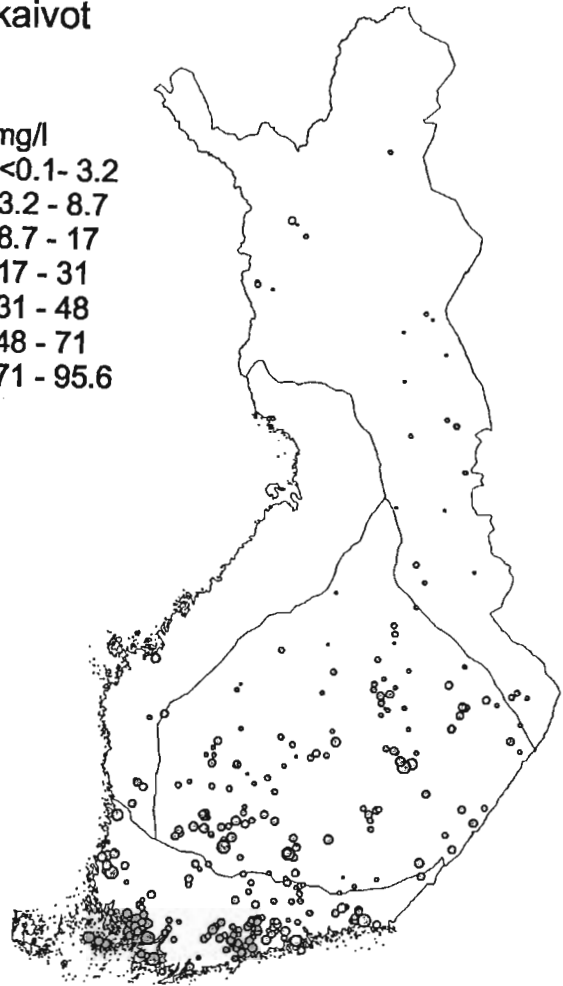 kaivot
mg/l
<0.1- 3.2
3.2 - 8.7
8.7 - 17
17 - 31
31 - 48
48 - 71
71 - 95.6